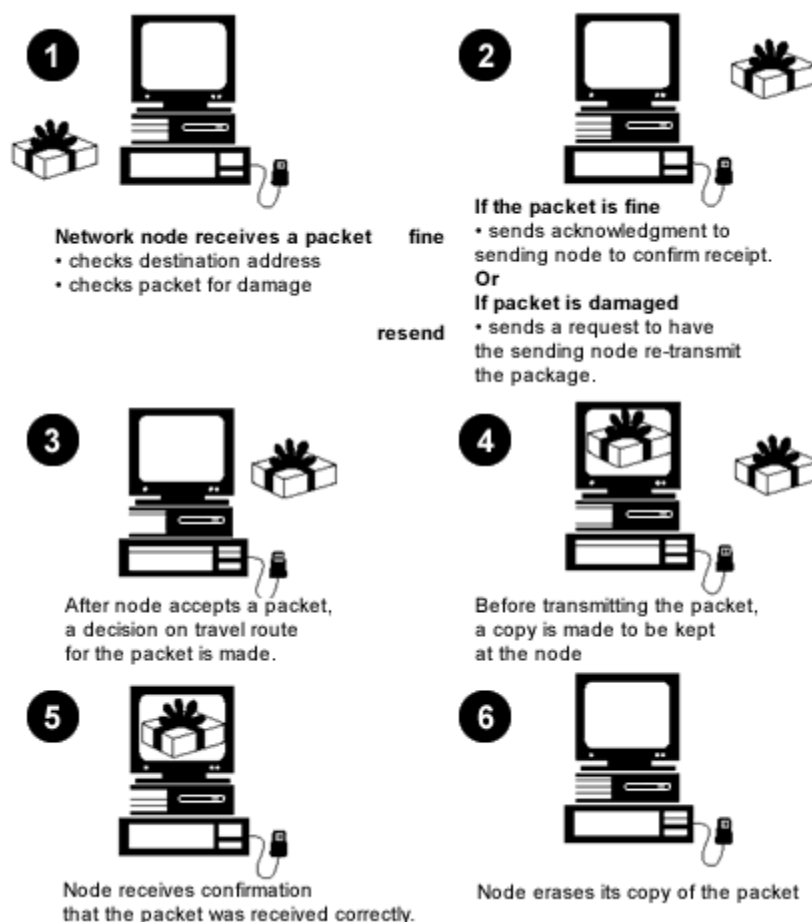 1
Network node receives a packet
• checks destination address
• checks packet for damage
fine
resend
2
If the packet is fine
• sends acknowledgment to
sending node to confirm receipt.
Or
If packet is damaged
• sends a request to have
the sending node re-transmit
the package.
3
After node accepts a packet,
a decision on travel route
for the packet is made.
4
Before transmitting the packet,
a copy is made to be kept
at the node
5
Node receives confirmation
that the packet was received correctly.
6
Node erases its copy of the packet